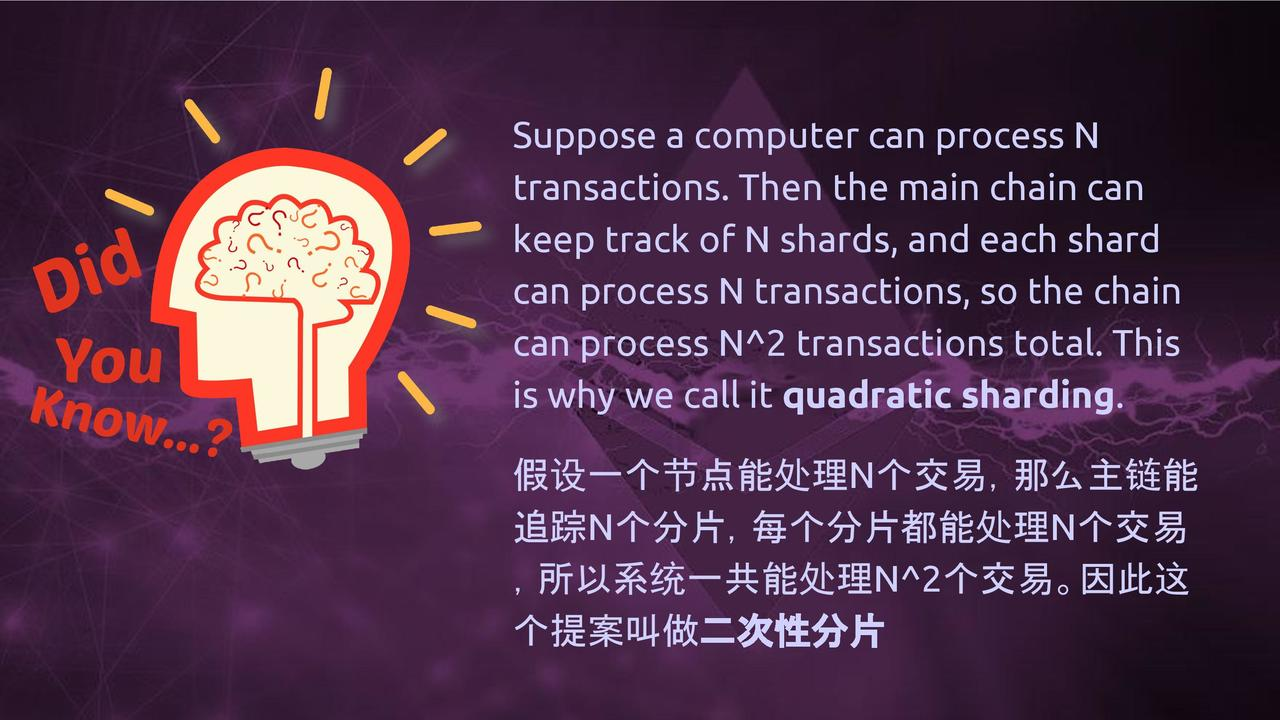 Did
You
Know...?
Suppose a computer can process N
transactions. Then the main chain can
keep track of N shards, and each shard
can process N transactions, so the chain
can process N^2 transactions total. This
is why we call it quadratic sharding.
假设一个节点能处理N个交易，那么主链能
追踪N个分片，每个分片都能处理N个交易
，所以系统一共能处理N^2个交易。因此这
个提案叫做二次性分片